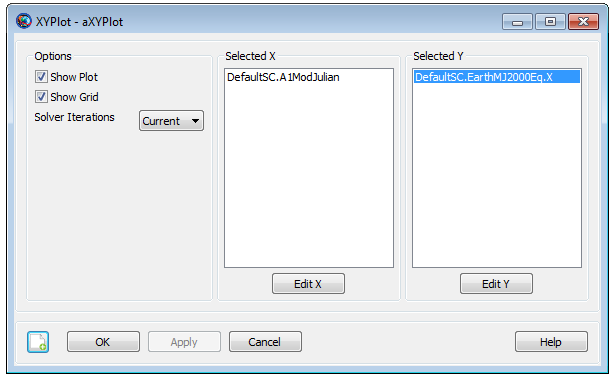 XYPlot - aXYPlot
Options
Show Plot
Show Grid
Solver Iterations
Current
Selected X
DefaultSC.A1ModJulian
Edit X
Selected Y
DefaultSC.EarthMJ2000Eq.X
Edit Y
OK
Apply
Cancel
Help